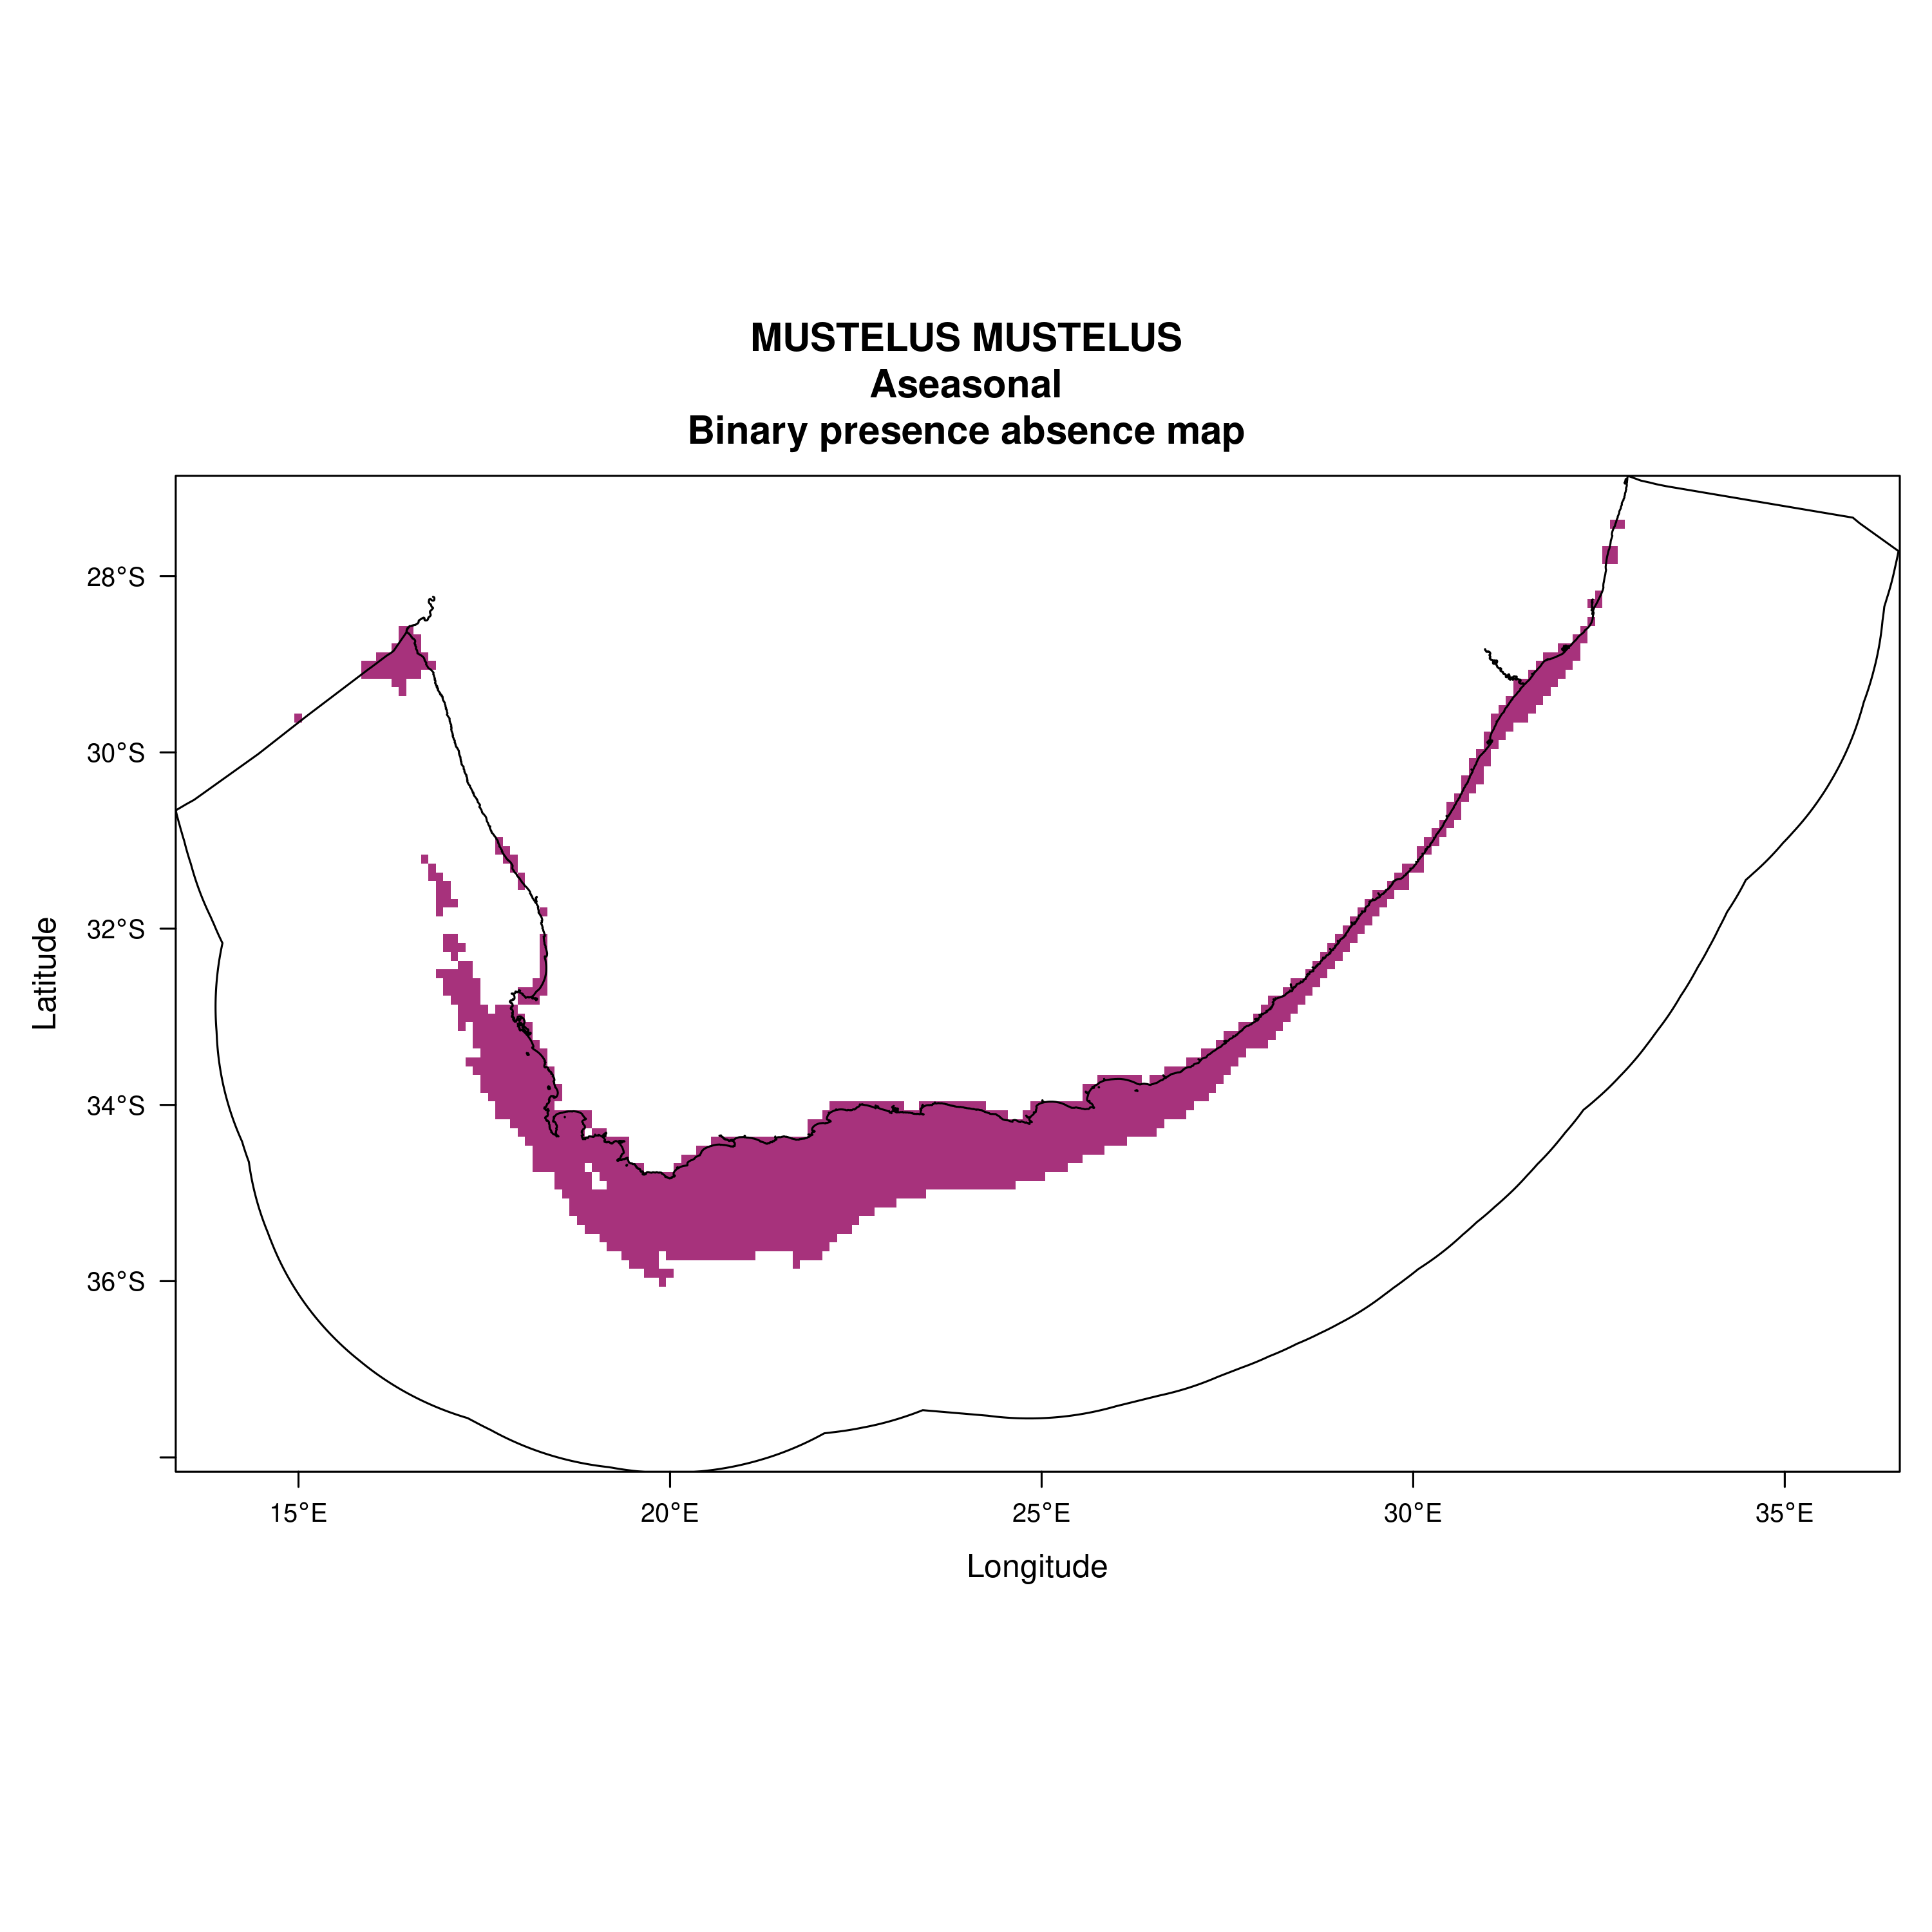 MUSTELUS MUSTELUS
Aseasonal
Binary presence absence map
28°S
30°S
32°S
34°S
36°S
Latitude
15°E
20°E
25°E
30°E
35°E
Longitude